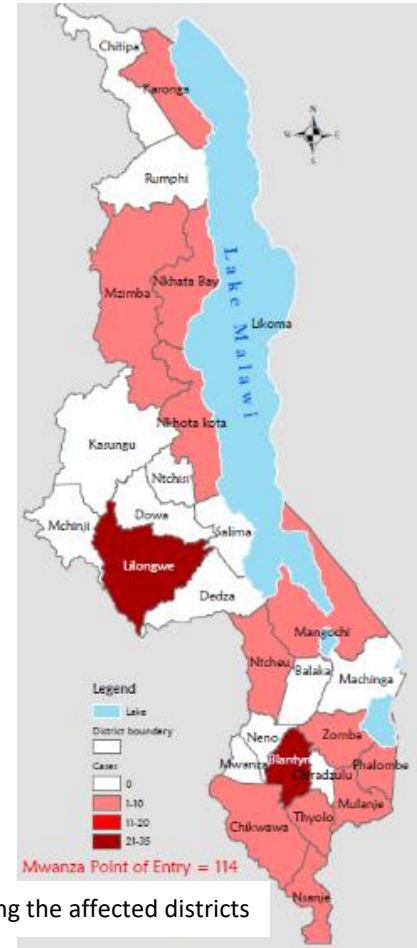 Chitipa
Karonga
N
W
E
S
Rumphi
Mzimba
Nkhata Bay
Lake Malawi
Likoma
Nkhota kota
Kasungu
Ntchisi
Mchinji
Dowa
Salima
Lilongwe
Dedza
Mangochi
Ntcheu
Balaka
Machinga
Legend
Lake
District boundary
Cases
0
1-10
11-20
21-35
Neno
Zomba
Mwanza
Blantyre
Chiradzulu
Phalombe
Mulanje
Thyolo
Chikwawa
Mwanza Point of Entry = 114
Nsanje
ng the affected districts